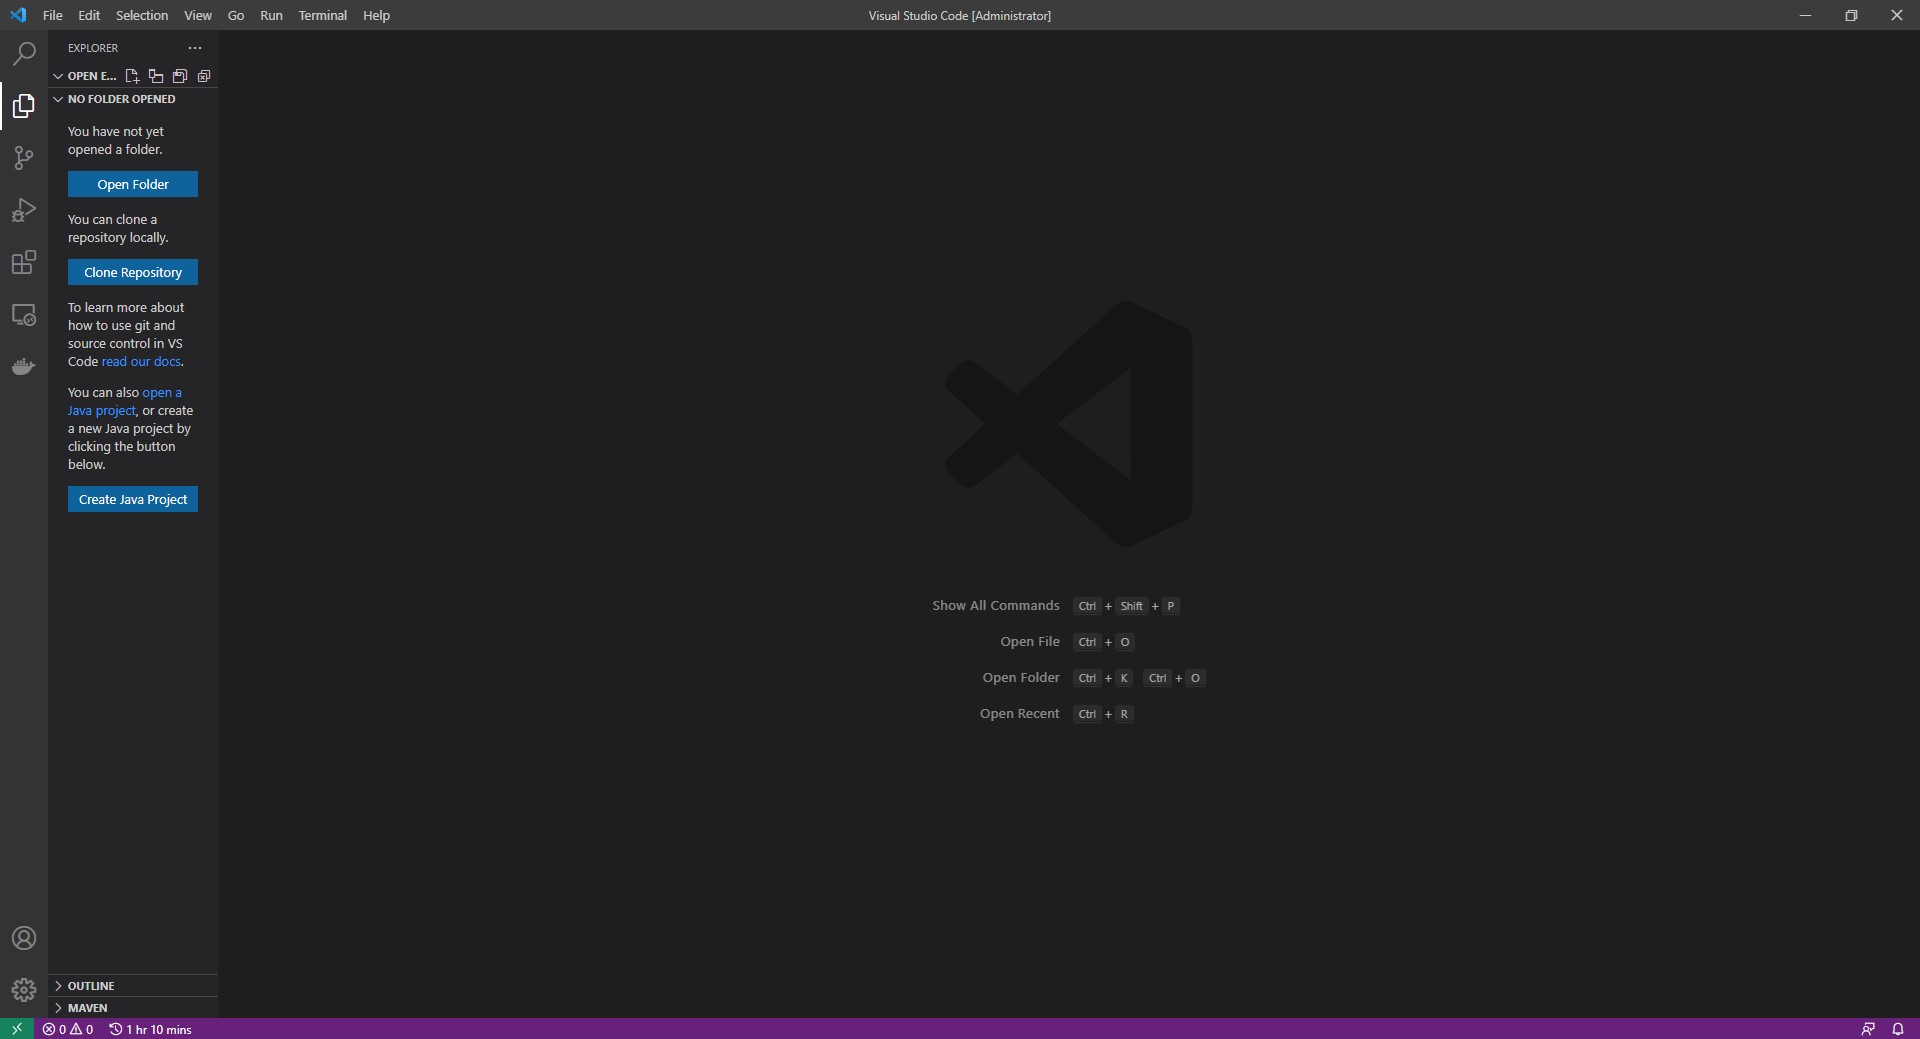 File Edit Selection View Go Run Terminal Help
Visual Studio Code [Administrator]
EXPLORER
OPEN E...
NO FOLDER OPENED
You have not yet
opened a folder.
Open Folder
You can clone a
repository locally.
Clone Repository
To learn more about
how to use git and
source control in VS
Code read our docs.
You can also open a
Java project, or create
a new Java project by
clicking the button
below.
Create Java Project
Show All Commands Ctrl + Shift + P
Open File Ctrl + O
Open Folder Ctrl + K Ctrl + O
Open Recent Ctrl + R
OUTLINE
MAVEN
0 0 1 hr 10 mins